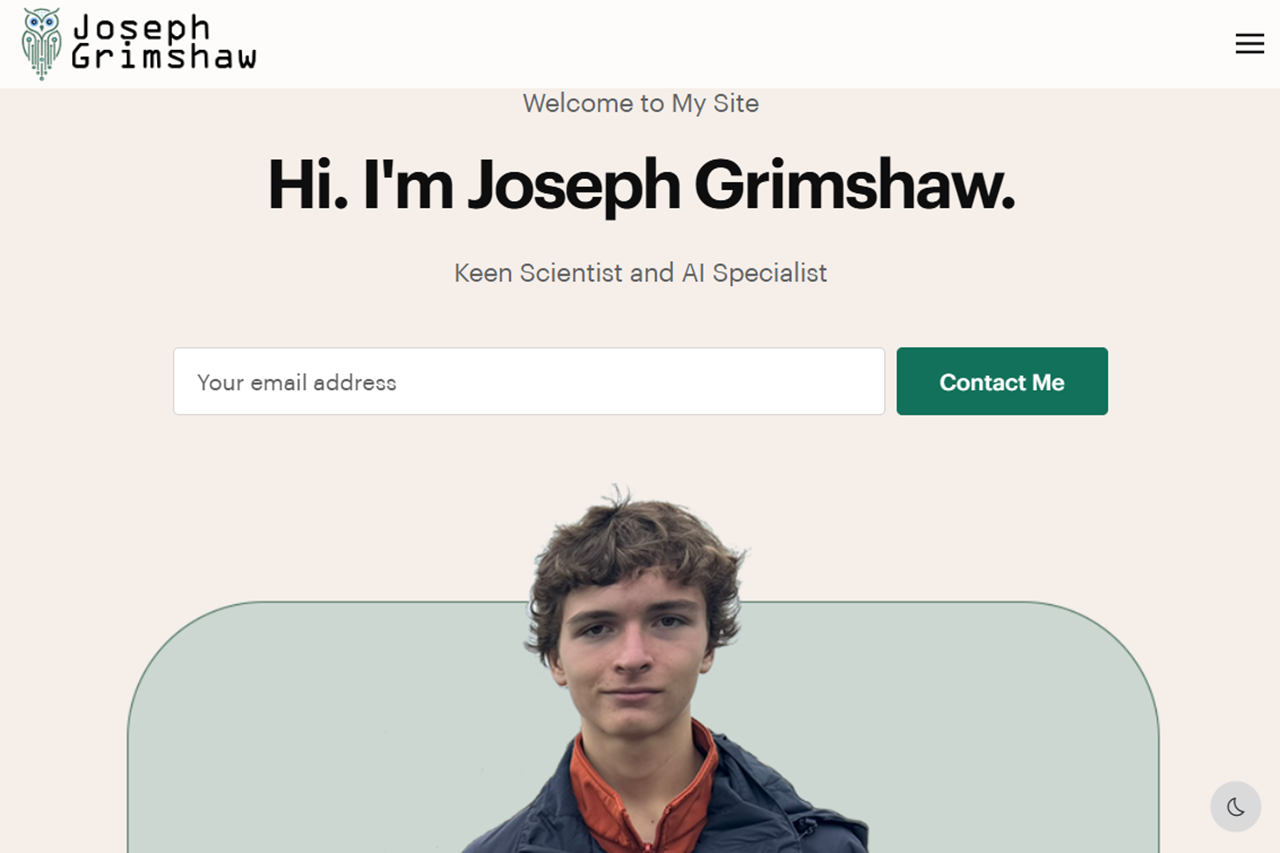 Joseph
Grimshaw
Welcome to My Site
Hi. I'm Joseph Grimshaw.
Keen Scientist and AI Specialist
Your email address
Contact Me